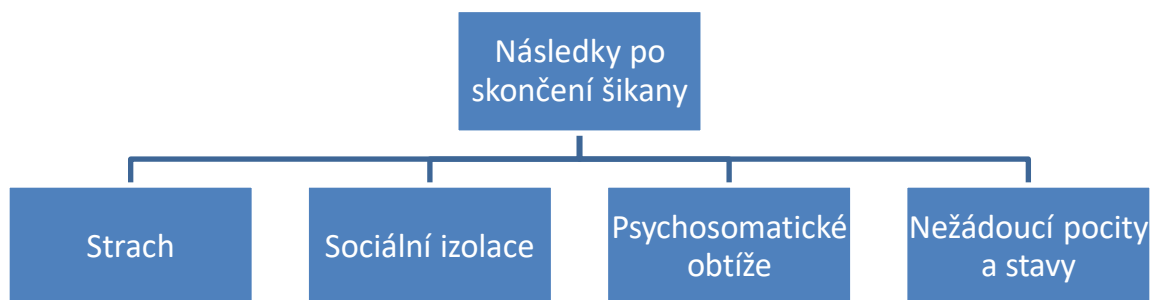 Následky po
skončení šikany
Strach
Sociální izolace
Psychosomatické
obtíže
Nežádoucí pocity
a stavy